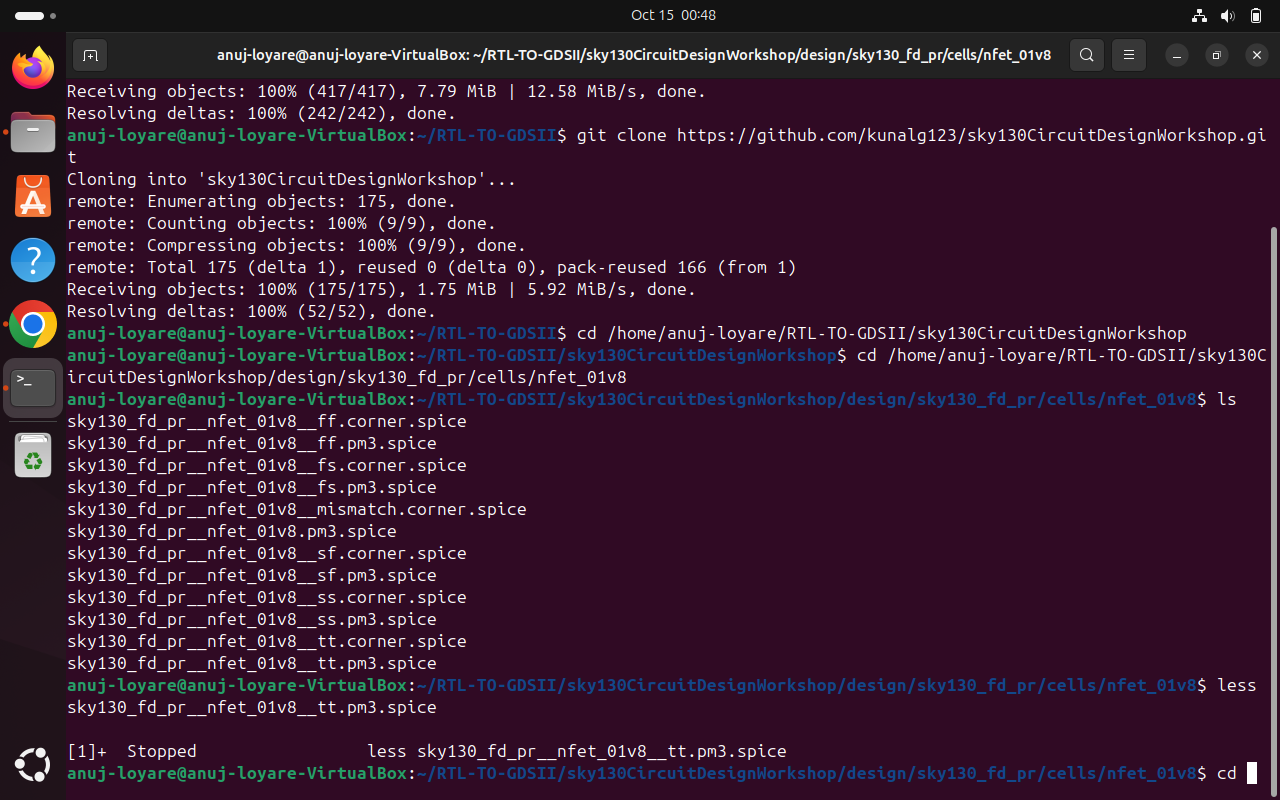 Oct 15 00:48
anuj-loyare@anuj-loyare-VirtualBox: ~/RTL-TO-GDSII/sky130CircuitDesignWorkshop/design/sky130_fd_pr/cells/nfet_01v8
Receiving objects: 100% (417/417), 7.79 MiB | 12.58 MiB/s, done.
Resolving deltas: 100% (242/242), done.
anuj-loyare@anuj-loyare-VirtualBox:~/RTL-TO-GDSII$ git clone https://github.com/kunalg123/sky130CircuitDesignWorkshop.gi
t
Cloning into 'sky130CircuitDesignWorkshop'...
remote: Enumerating objects: 175, done.
remote: Counting objects: 100% (9/9), done.
remote: Compressing objects: 100% (9/9), done.
remote: Total 175 (delta 1), reused 0 (delta 0), pack-reused 166 (from 1)
Receiving objects: 100% (175/175), 1.75 MiB | 5.92 MiB/s, done.
Resolving deltas: 100% (52/52), done.
anuj-loyare@anuj-loyare-VirtualBox:~/RTL-TO-GDSII$ cd /home/anuj-loyare/RTL-TO-GDSII/sky130CircuitDesignWorkshop
anuj-loyare@anuj-loyare-VirtualBox:~/RTL-TO-GDSII/sky130CircuitDesignWorkshop$ cd /home/anuj-loyare/RTL-TO-GDSII/sky130C
ircuitDesignWorkshop/design/sky130_fd_pr/cells/nfet_01v8
anuj-loyare@anuj-loyare-VirtualBox:~/RTL-TO-GDSII/sky130CircuitDesignWorkshop/design/sky130_fd_pr/cells/nfet_01v8$ ls
sky130_fd_pr__nfet_01v8__ff.corner.spice
sky130_fd_pr__nfet_01v8__ff.pm3.spice
sky130_fd_pr__nfet_01v8__fs.corner.spice
sky130_fd_pr__nfet_01v8__fs.pm3.spice
sky130_fd_pr__nfet_01v8__mismatch.corner.spice
sky130_fd_pr__nfet_01v8.pm3.spice
sky130_fd_pr__nfet_01v8__sf.corner.spice
sky130_fd_pr__nfet_01v8__sf.pm3.spice
sky130_fd_pr__nfet_01v8__ss.corner.spice
sky130_fd_pr__nfet_01v8__ss.pm3.spice
sky130_fd_pr__nfet_01v8__tt.corner.spice
sky130_fd_pr__nfet_01v8__tt.pm3.spice
anuj-loyare@anuj-loyare-VirtualBox:~/RTL-TO-GDSII/sky130CircuitDesignWorkshop/design/sky130_fd_pr/cells/nfet_01v8$ less
sky130_fd_pr__nfet_01v8__tt.pm3.spice
[1]+  Stopped                 less sky130_fd_pr__nfet_01v8__tt.pm3.spice
anuj-loyare@anuj-loyare-VirtualBox:~/RTL-TO-GDSII/sky130CircuitDesignWorkshop/design/sky130_fd_pr/cells/nfet_01v8$ cd